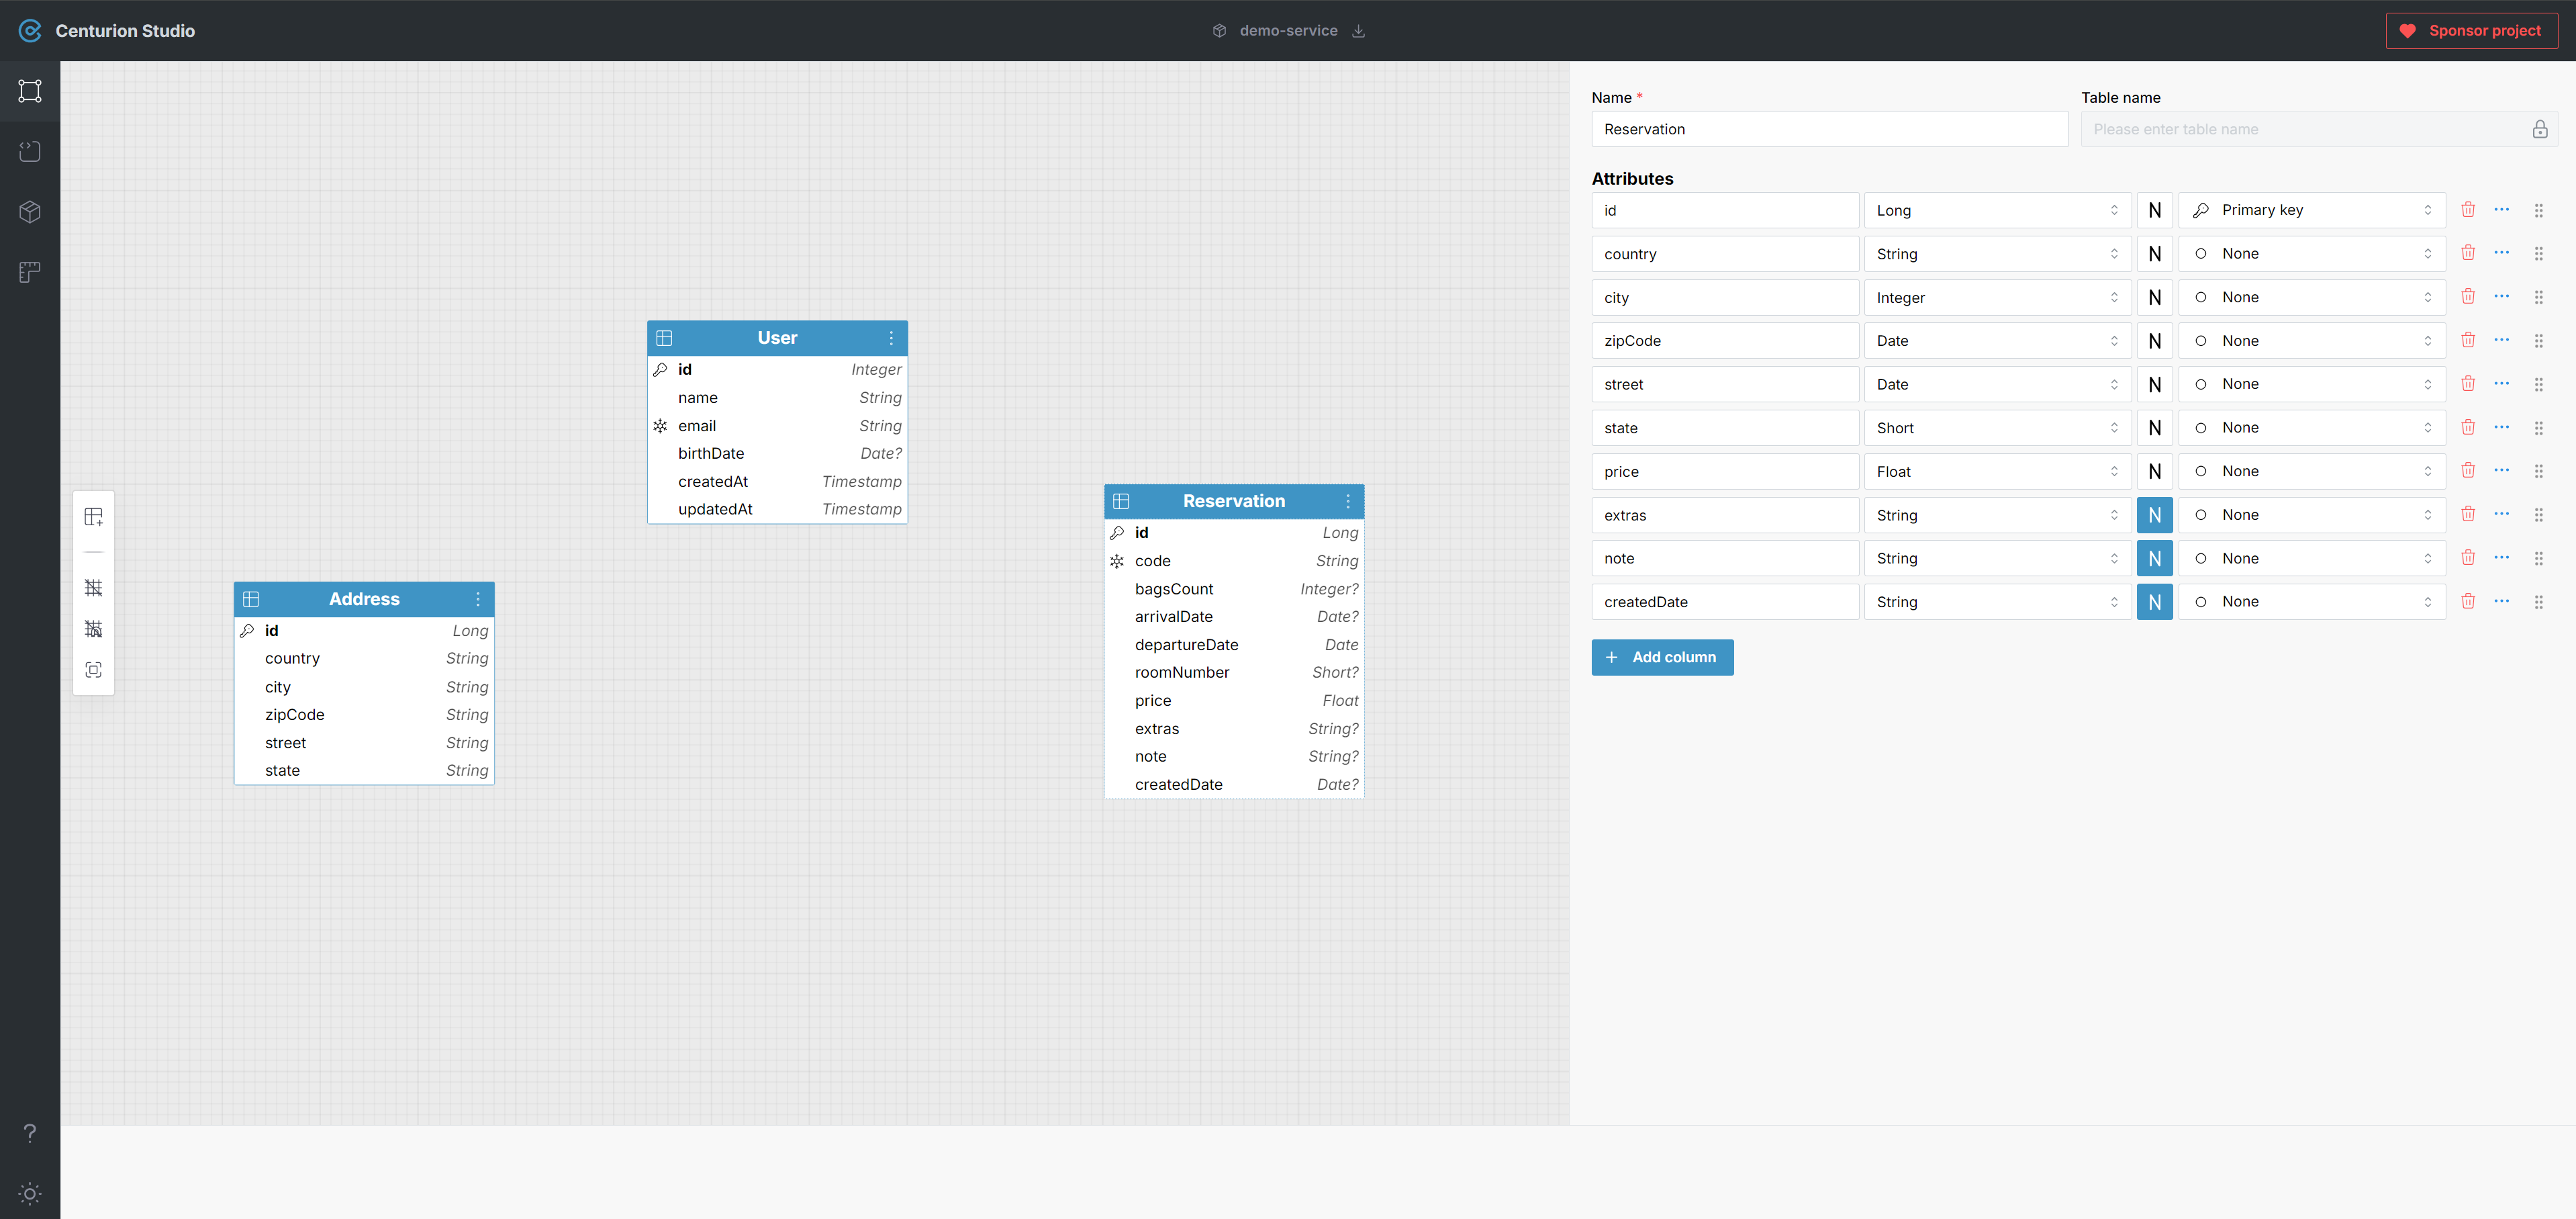 Centurion Studio
demo-service
Sponsor project
User
id Integer
name String
email String
birthDate Date?
createdAt Timestamp
updatedAt Timestamp
Address
id Long
country String
city String
zipCode String
street String
state String
Reservation
id Long
code String
bagsCount Integer?
arrivalDate Date?
departureDate Date
roomNumber Short?
price Float
extras String?
note String?
createdDate Date?
Name * Table name
Reservation Please enter table name
Attributes
id Long N Primary key
country String N None
city Integer N None
zipCode Date N None
street Date N None
state Short N None
price Float N None
extras String N None
note String N None
createdDate String N None
+ Add column
?